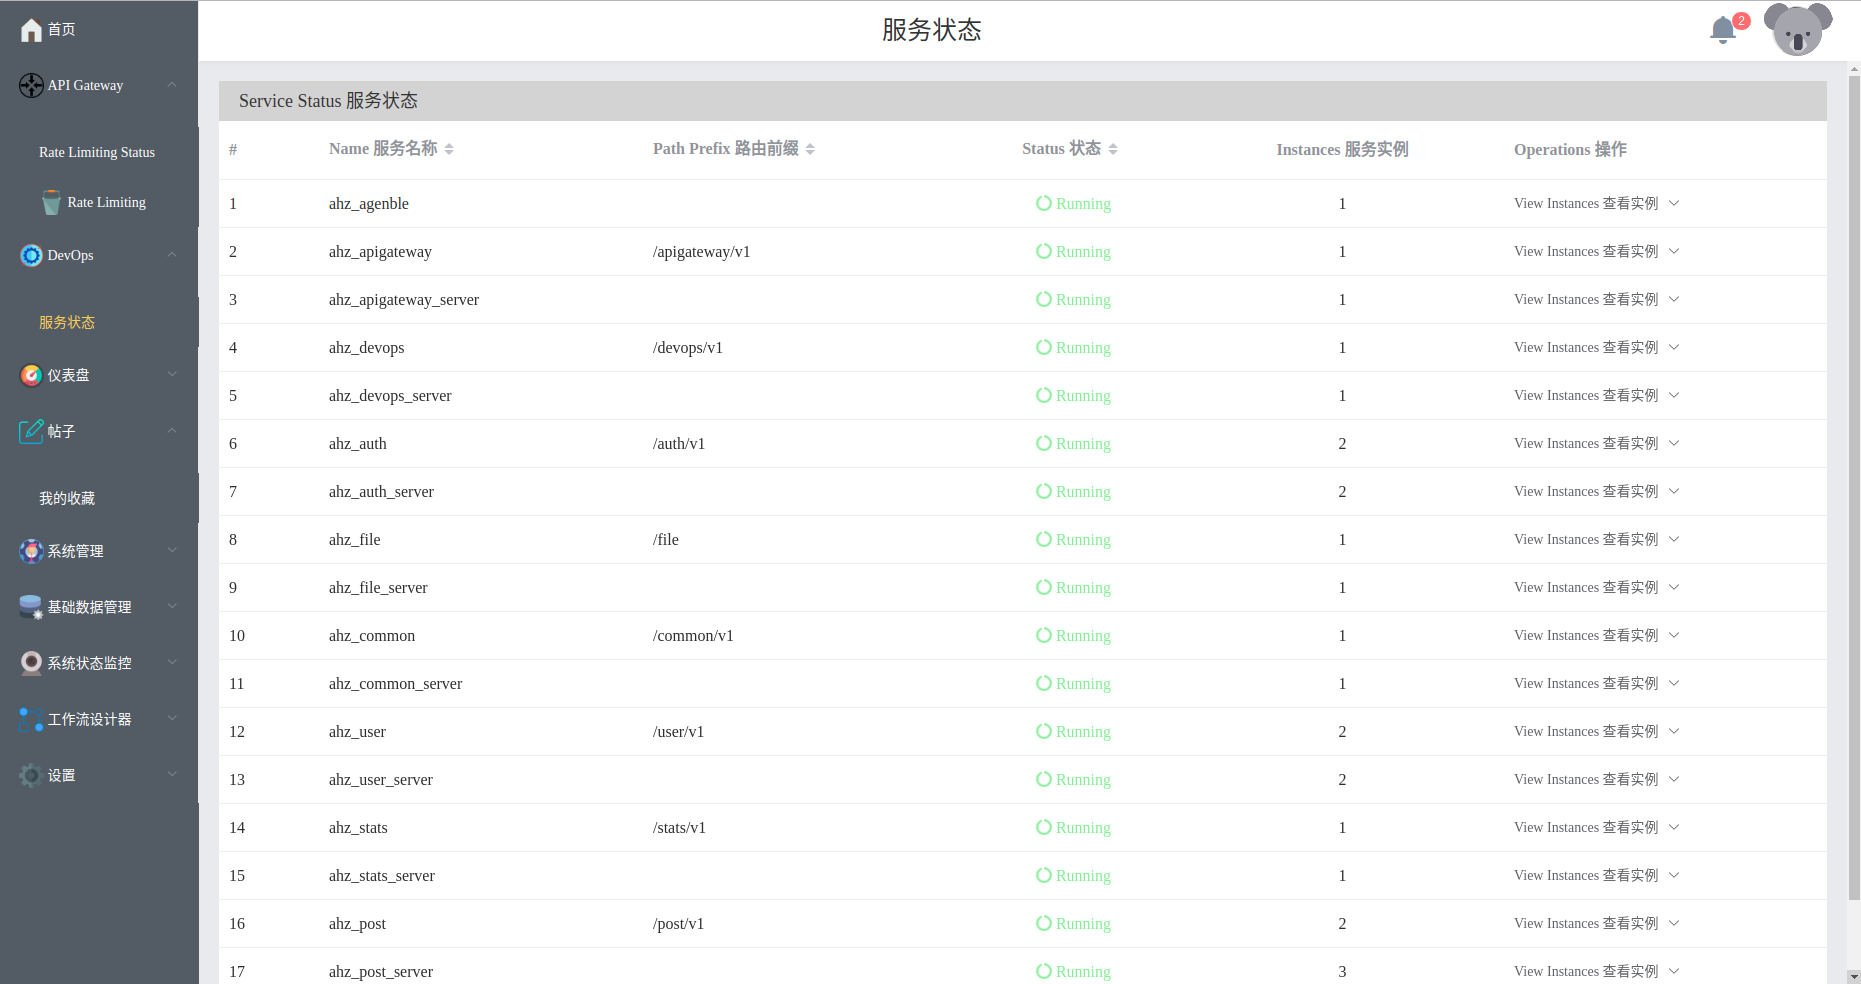 首页
API Gateway
Rate Limiting Status
Rate Limiting
DevOps
服务状态
仪表盘
帖子
我的收藏
系统管理
基础数据管理
系统状态监控
工作流设计器
设置
服务状态
2
Service Status 服务状态
# Name 服务名称 Path Prefix 路由前缀 Status 状态 Instances 服务实例 Operations 操作
1 ahz_agenble Running 1 View Instances 查看实例
2 ahz_apigateway /apigateway/v1 Running 1 View Instances 查看实例
3 ahz_apigateway_server Running 1 View Instances 查看实例
4 ahz_devops /devops/v1 Running 1 View Instances 查看实例
5 ahz_devops_server Running 1 View Instances 查看实例
6 ahz_auth /auth/v1 Running 2 View Instances 查看实例
7 ahz_auth_server Running 2 View Instances 查看实例
8 ahz_file /file Running 1 View Instances 查看实例
9 ahz_file_server Running 1 View Instances 查看实例
10 ahz_common /common/v1 Running 1 View Instances 查看实例
11 ahz_common_server Running 1 View Instances 查看实例
12 ahz_user /user/v1 Running 2 View Instances 查看实例
13 ahz_user_server Running 2 View Instances 查看实例
14 ahz_stats /stats/v1 Running 1 View Instances 查看实例
15 ahz_stats_server Running 1 View Instances 查看实例
16 ahz_post /post/v1 Running 2 View Instances 查看实例
17 ahz_post_server Running 3 View Instances 查看实例